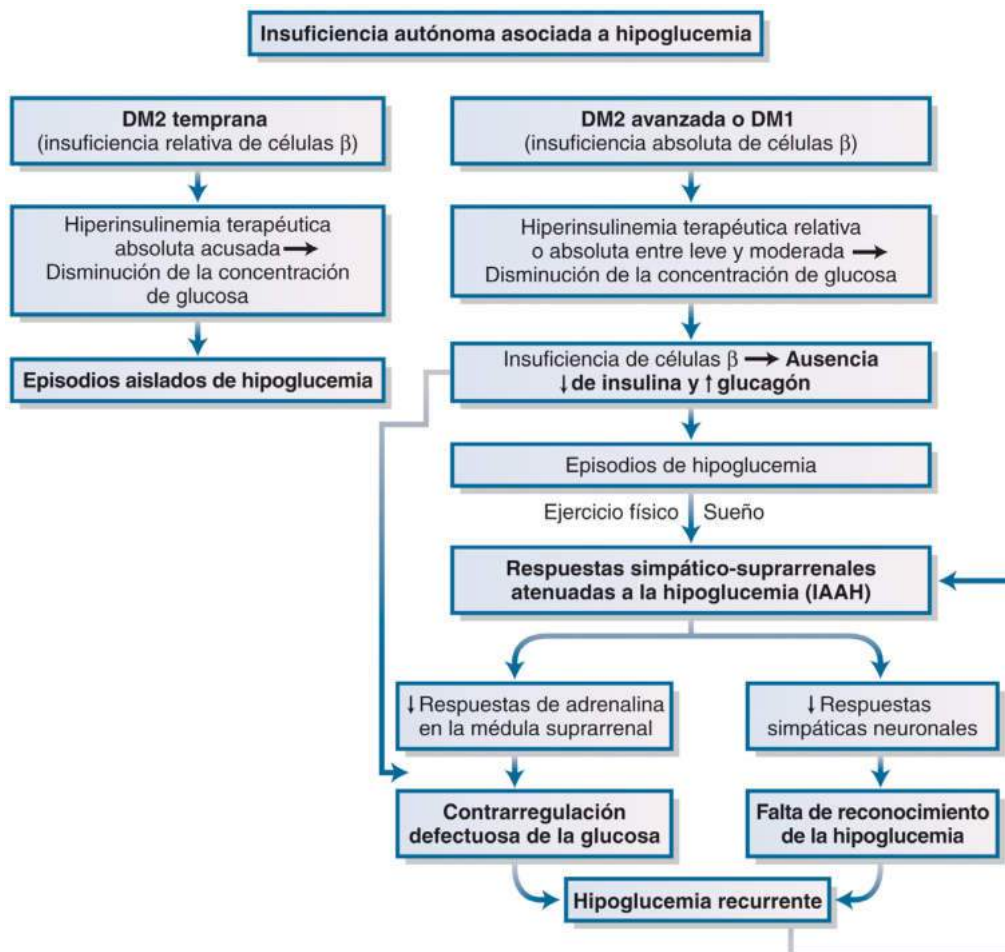 Insuficiencia autónoma asociada a hipoglucemia
DM2 temprana
(insuficiencia relativa de células β)
Hiperinsulinemia terapéutica
absoluta acusada →
Disminución de la concentración
de glucosa
Episodios aislados de hipoglucemia
DM2 avanzada o DM1
(insuficiencia absoluta de células β)
Hiperinsulinemia terapéutica relativa
o absoluta entre leve y moderada →
Disminución de la concentración de glucosa
Insuficiencia de células β → Ausencia
↓ de insulina y ↑ glucagón
Episodios de hipoglucemia
Ejercicio físico
Sueño
Respuestas simpático-suprarrenales
atenuadas a la hipoglucemia (IAAH)
↓ Respuestas de adrenalina
en la médula suprarrenal
↓ Respuestas
simpáticas neuronales
Contrarregulación
defectuosa de la glucosa
Falta de reconocimiento
de la hipoglucemia
Hipoglucemia recurrente